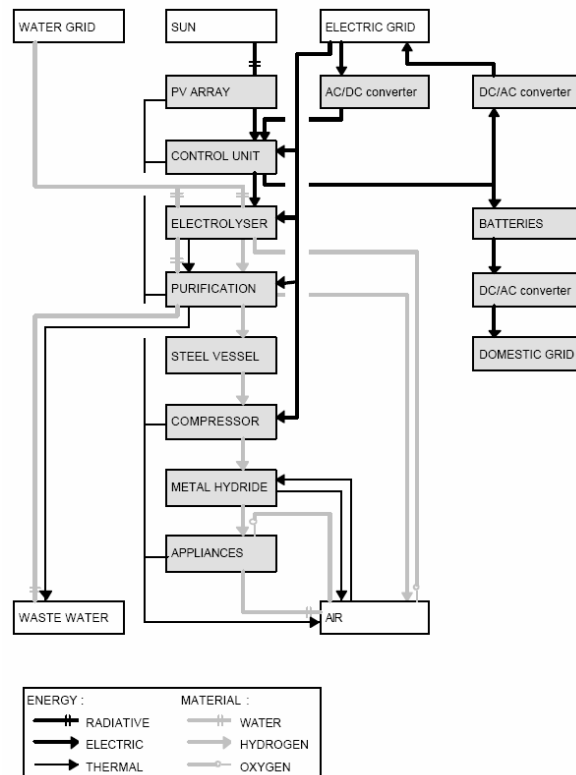 WATER GRID
SUN
ELECTRIC GRID
PV ARRAY
AC/DC converter
DC/AC converter
CONTROL UNIT
ELECTROLYSER
BATTERIES
PURIFICATION
DC/AC converter
STEEL VESSEL
DOMESTIC GRID
COMPRESSOR
METAL HYDRIDE
APPLIANCES
WASTE WATER
AIR
ENERGY :
MATERIAL :
RADIATIVE
WATER
ELECTRIC
HYDROGEN
THERMAL
OXYGEN